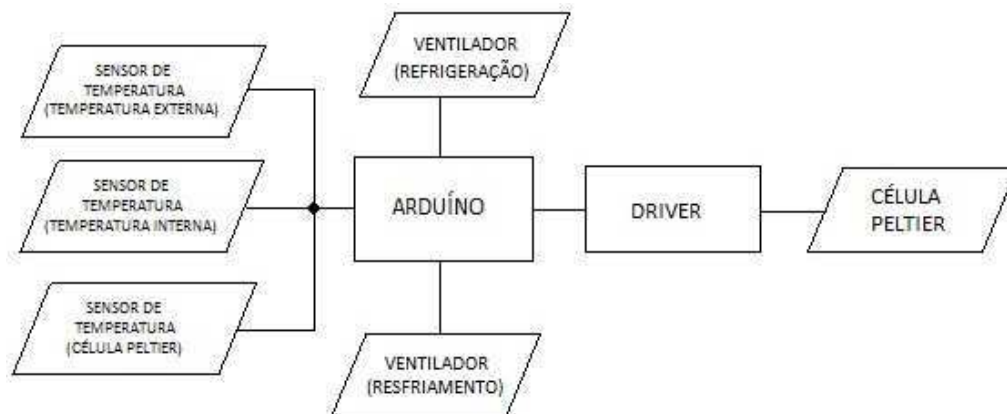 SENSOR DE
TEMPERATURA
(TEMPERATURA EXTERNA)
SENSOR DE
TEMPERATURA
(TEMPERATURA INTERNA)
SENSOR DE
TEMPERATURA
(CÉLULA PELTIER)
VENTILADOR
(REFRIGERAÇÃO)
ARDUÍNO
VENTILADOR
(RESFRIAMENTO)
DRIVER
CÉLULA
PELTIER